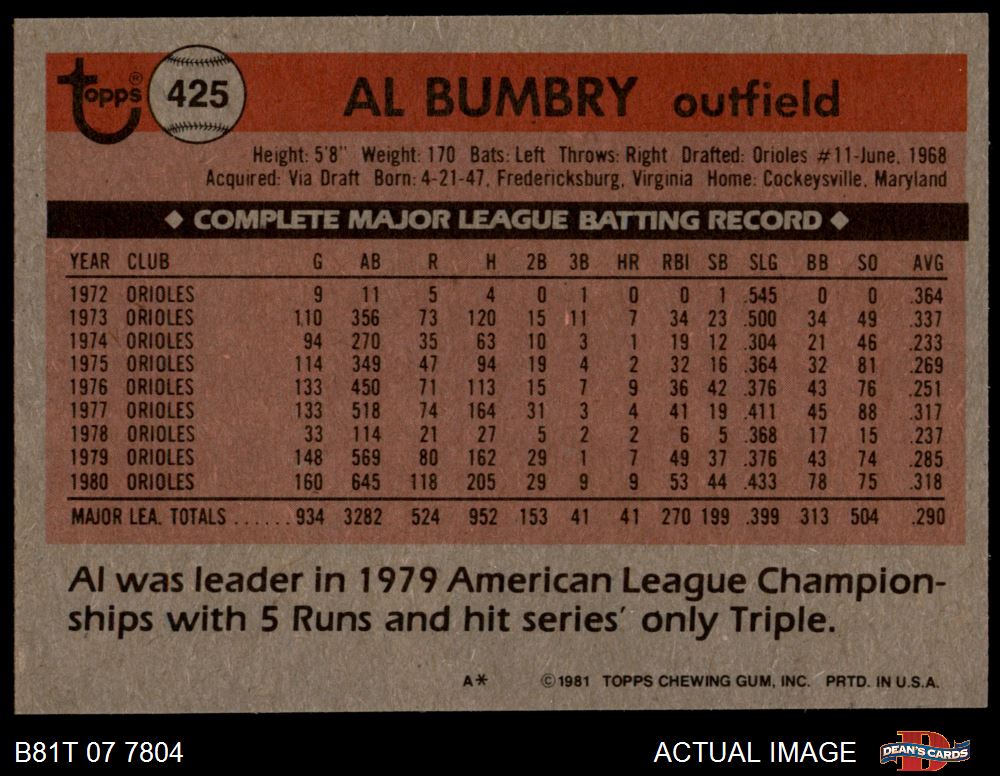 Topps ® 425 AL BUMBRY outfield
Height: 5'8" Weight: 170 Bats: Left Throws: Right Drafted: Orioles #11-June, 1968
Acquired: Via Draft Born: 4-21-47, Fredericksburg, Virginia Home: Cockeysville, Maryland
◆ COMPLETE MAJOR LEAGUE BATTING RECORD ◆
YEAR CLUB G AB R H 2B 3B HR RBI SB SLG BB SO AVG
1972 ORIOLES 9 11 5 4 0 1 0 0 1 .545 0 0 .364
1973 ORIOLES 110 356 73 120 15 11 7 34 23 .500 34 49 .337
1974 ORIOLES 94 270 35 63 10 3 1 19 12 .304 21 46 .233
1975 ORIOLES 114 349 47 94 19 4 2 32 16 .364 32 81 .269
1976 ORIOLES 133 450 71 113 15 7 9 36 42 .376 43 76 .251
1977 ORIOLES 133 518 74 164 31 3 4 41 19 .411 45 88 .317
1978 ORIOLES 33 114 21 27 5 2 2 6 5 .368 17 15 .237
1979 ORIOLES 148 569 80 162 29 1 7 49 37 .376 43 74 .285
1980 ORIOLES 160 645 118 205 29 9 9 53 44 .433 78 75 .318
MAJOR LEA. TOTALS ......934 3282 524 952 153 41 41 270 199 .399 313 504 .290
Al was leader in 1979 American League Champion-
ships with 5 Runs and hit series' only Triple.
A* ©1981 TOPPS CHEWING GUM, INC. PRTD. IN U.S.A.
B81T 07 7804 ACTUAL IMAGE D DEAN'S CARDS